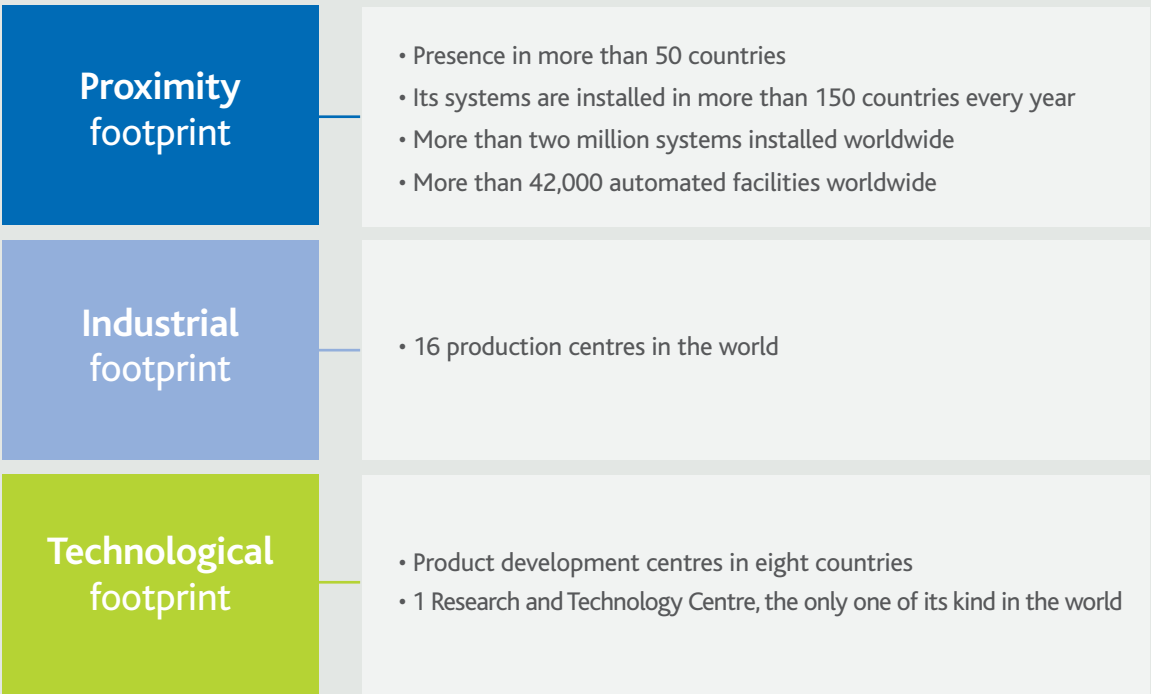 Proximity
footprint
• Presence in more than 50 countries
• Its systems are installed in more than 150 countries every year
• More than two million systems installed worldwide
• More than 42,000 automated facilities worldwide
Industrial
footprint
• 16 production centres in the world
Technological
footprint
• Product development centres in eight countries
• 1 Research and Technology Centre, the only one of its kind in the world